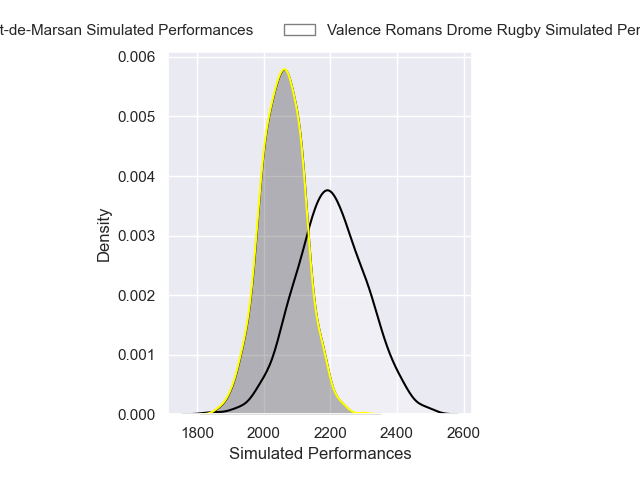 t-de-Marsan Simulated Performances Valence Romans Drome Rugby Simulated Per
0.006
0.005
0.004
0.003
0.002
0.001
0.000
Density
1800 2000 2200 2400 2600
Simulated Performances